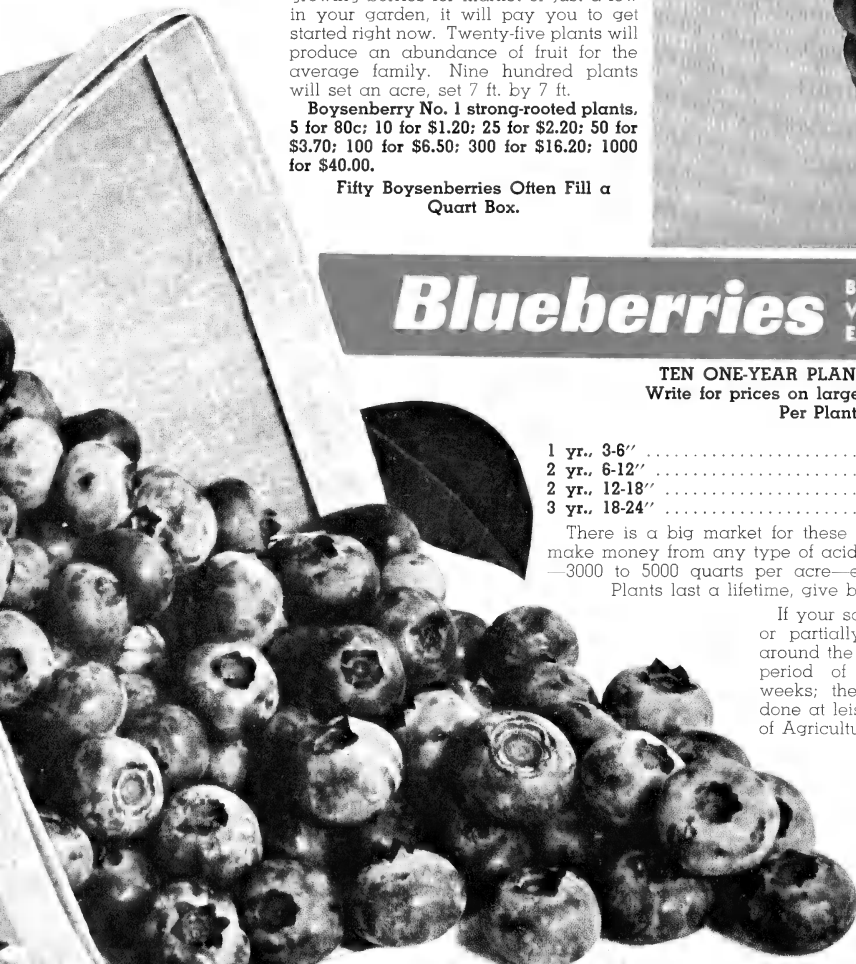 in your garden, it will pay you to get
started right now. Twenty-five plants will
produce an abundance of fruit for the
average family. Nine hundred plants
will set an acre, set 7 ft. by 7 ft.
Boysenberry No. 1 strong-rooted plants,
5 for 80c; 10 for $1.20; 25 for $2.20; 50 for
$3.70; 100 for $6.50; 300 for $16.20; 1000
for $40.00.
Fifty Boysenberries Often Fill a
Quart Box.
Blueberries
TEN ONE-YEAR PLAN
Write for prices on large
Per Plant
1 yr., 3-6″ ........................
2 yr., 6-12″ ........................
2 yr., 12-18″ ........................
3 yr., 18-24″ ........................
There is a big market for these
make money from any type of acid
—3000 to 5000 quarts per acre—e
Plants last a lifetime, give b
If your so
or partially
around the
period of
weeks; the
done at leis
of Agricultu